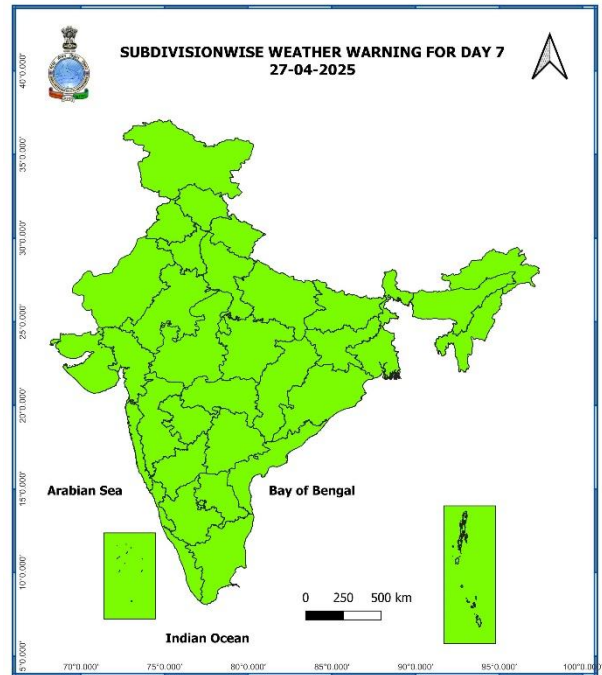 SUBDIVISIONWISE WEATHER WARNING FOR DAY 7
27-04-2025
40°0.000'
35°0.000'
30°0.000'
25°0.000'
20°0.000'
15°0.000'
10°0.000'
5°0.000'
Arabian Sea
Bay of Bengal
0 250 500 km
Indian Ocean
70°0.000' 75°0.000' 80°0.000' 85°0.000' 90°0.000' 95°0.000' 100°0.000'